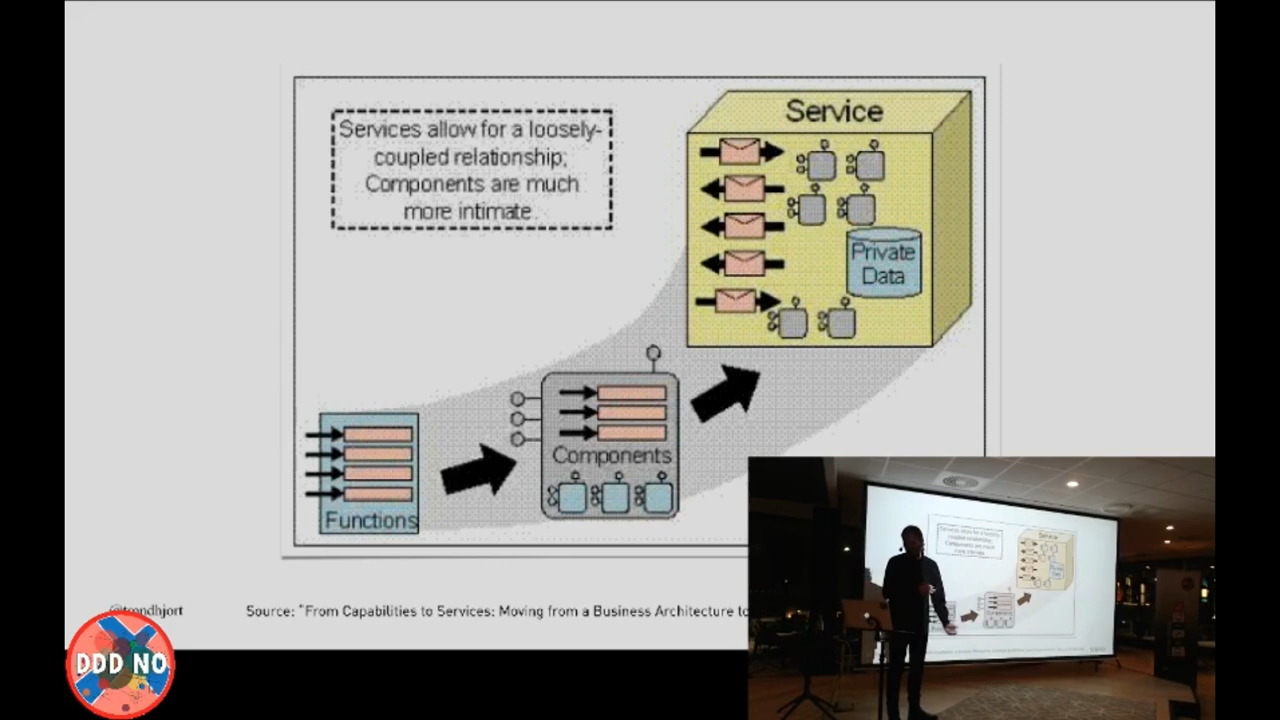 Services allow for a loosely-
coupled relationship;
Components are much
more intimate.
Service
Private
Data
Components
Functions
@trondhjort
Source: "From Capabilities to Services: Moving from a Business Architecture to
DDD NO
Service